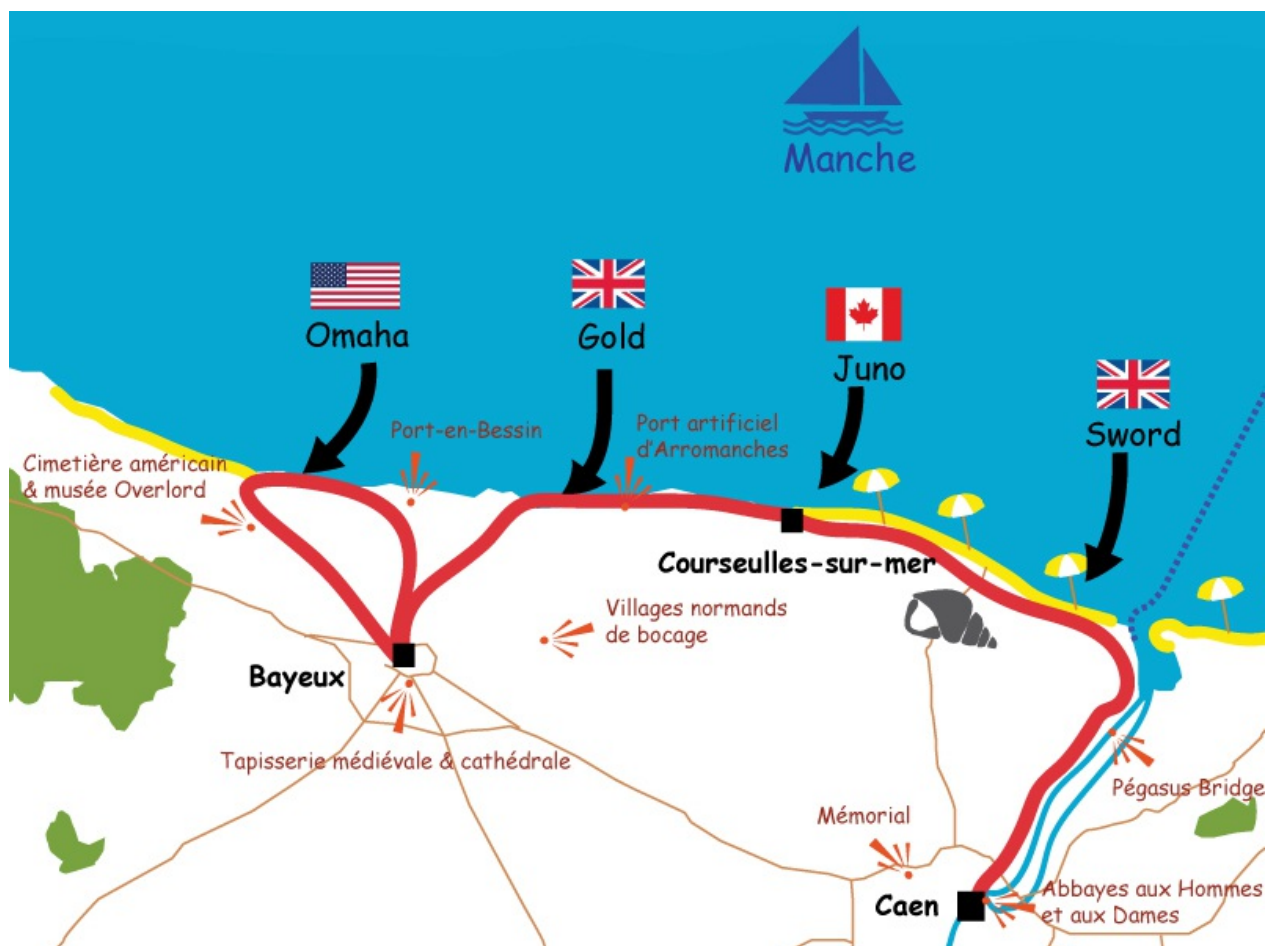 Manche
Omaha
Gold
Juno
Sword
Port-en-Bessin
Port artificiel
d'Arromanches
Cimetière américain
& musée Overlord
Courseulles-sur-mer
Villages normands
de bocage
Bayeux
Tapisserie médiévale & cathédrale
Pégasus Bridge
Mémorial
Caen
Abbayes aux Hommes
et aux Dames